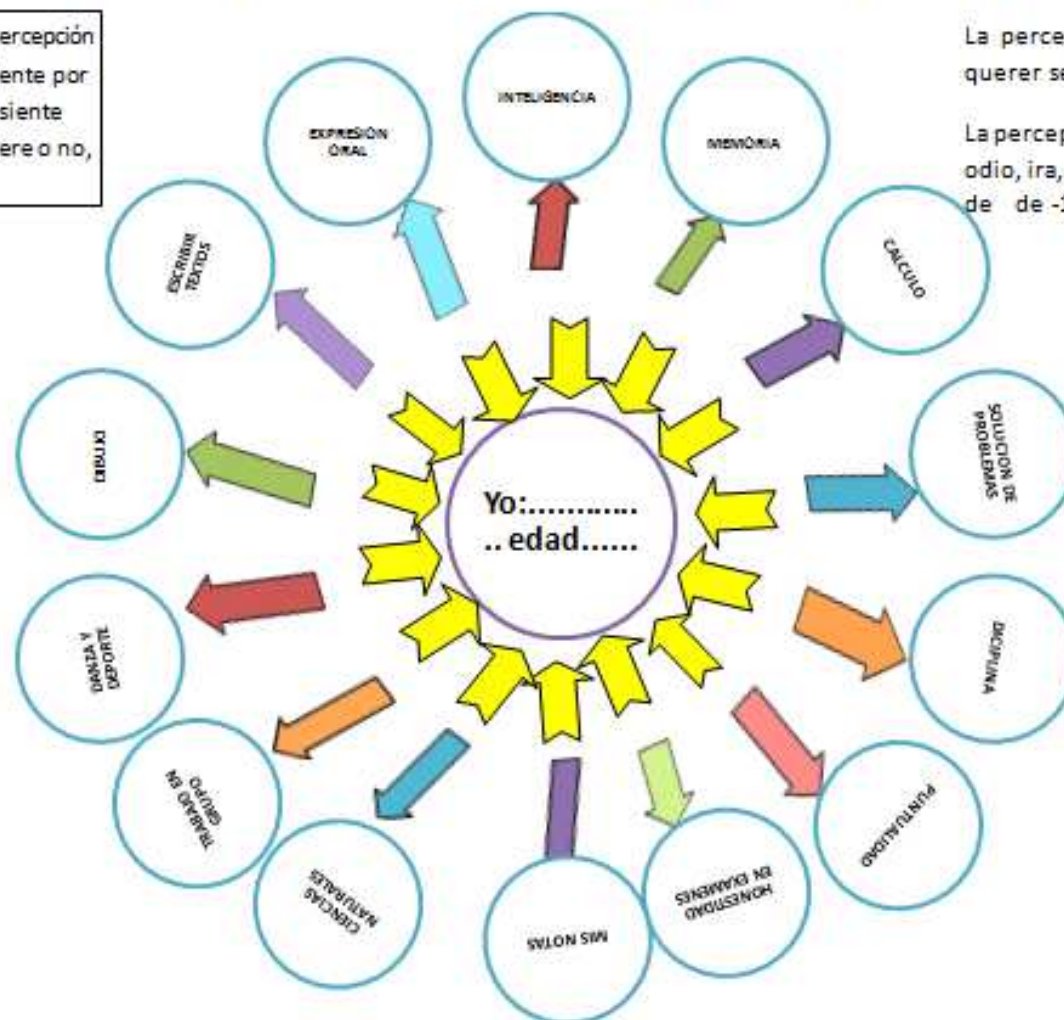 ercepción
ente por
siente
ere o no,
La perce
querer se
La percep
odio, ira,
de de -
INTELIGENCIA
MEMORIA
CALCULO
SOLUCION DE
PROBLEMAS
DICIPLINA
PUNTUALIDAD
HONESTIDAD
EN EXAMENES
MIS NOTAS
CIENCIAS
NATURALES
TRABAJO EN
GRUPO
DANZA Y
DEPORTE
DIBUJO
ESCRIBIR
TEXTOS
EXPRESIÓN
ORAL
Yo:............
.. edad......